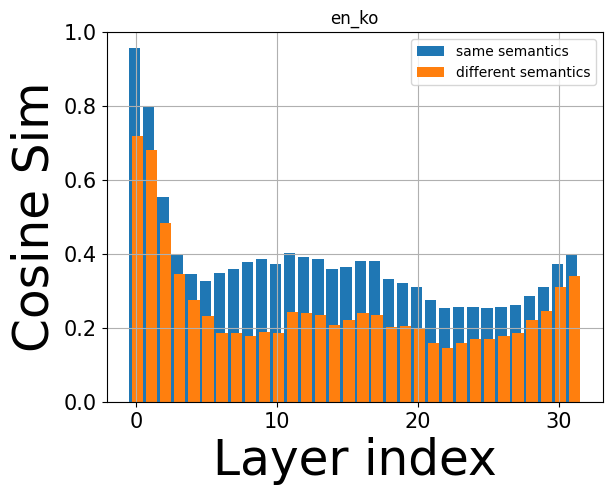 en_ko
same semantics
different semantics
Cosine Sim
1.0
0.8
0.6
0.4
0.2
0.0
0 10 20 30
Layer index